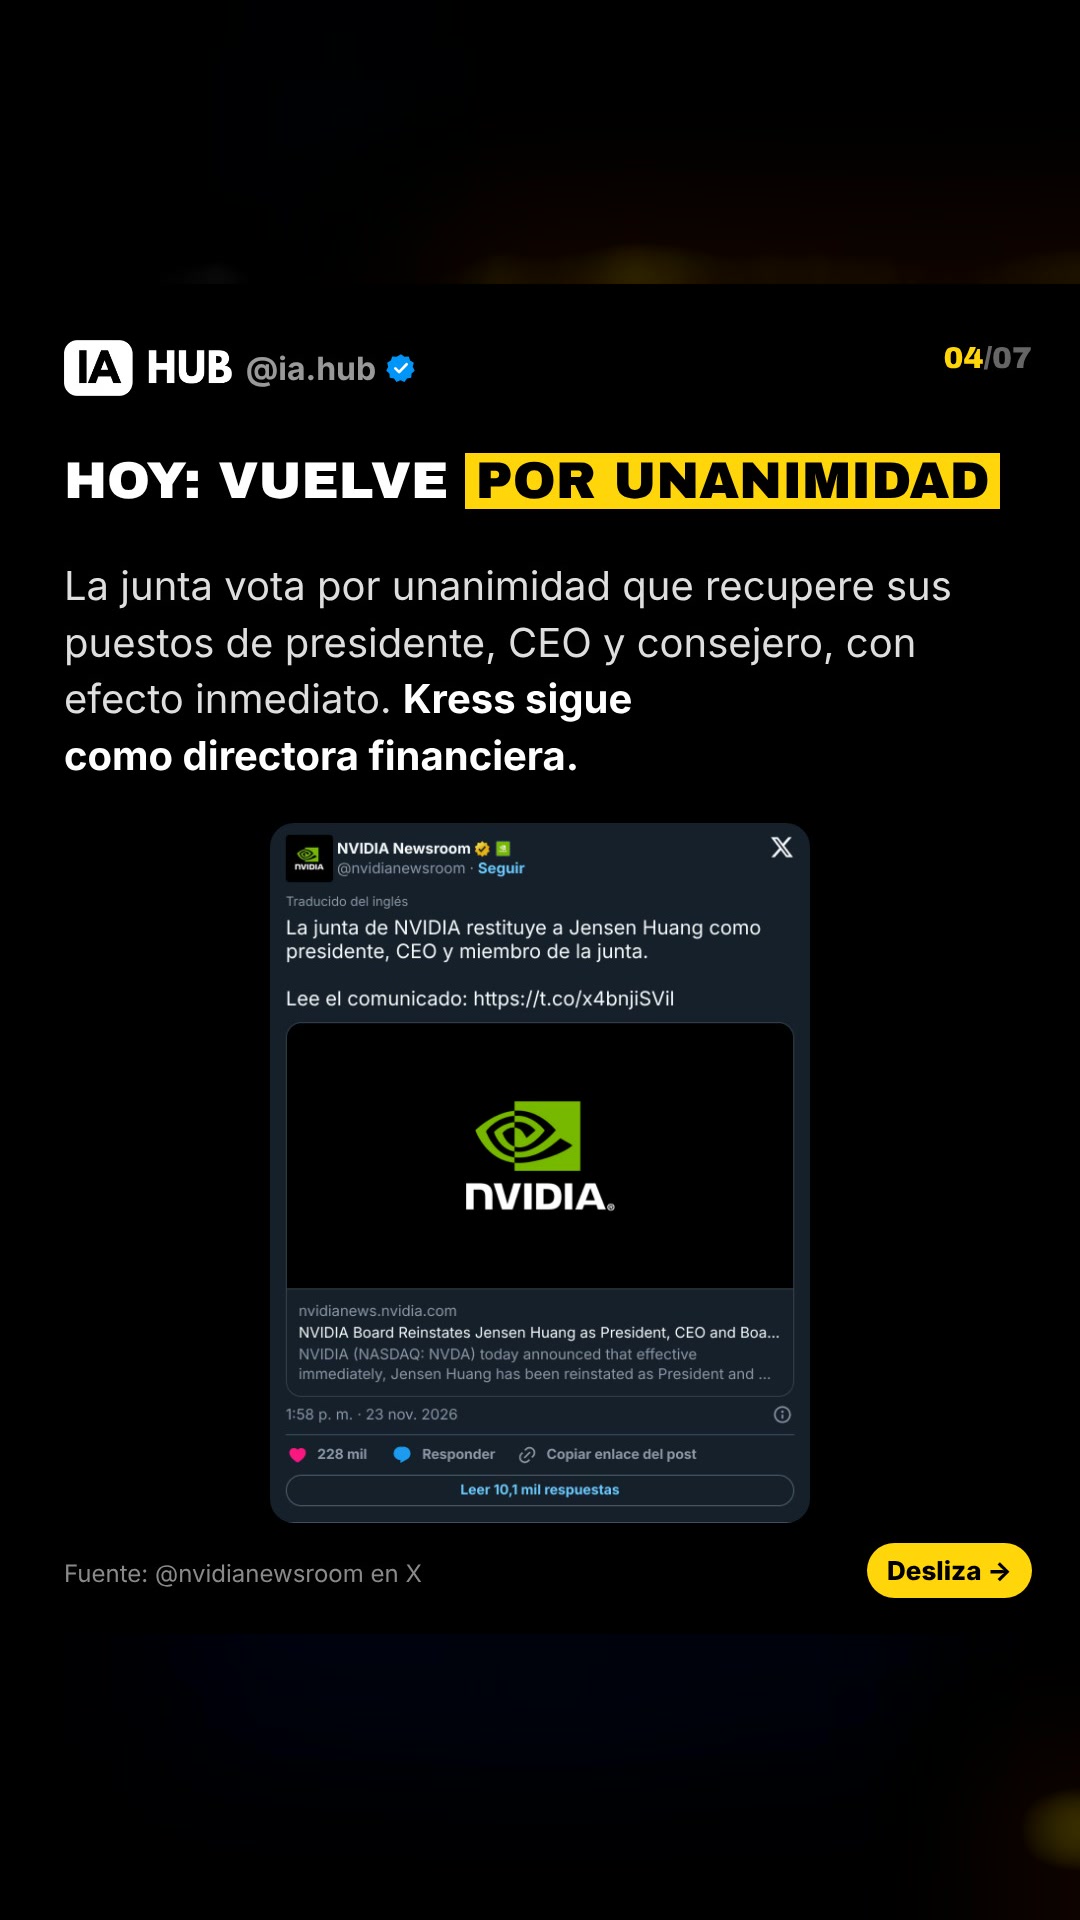 IA HUB @ia.hub
04/07
HOY: VUELVE POR UNANIMIDAD
La junta vota por unanimidad que recupere sus
puestos de presidente, CEO y consejero, con
efecto inmediato. Kress sigue
como directora financiera.
NVIDIA Newsroom
@nvidianewsroom · Seguir
Traducido del inglés
La junta de NVIDIA restituye a Jensen Huang como
presidente, CEO y miembro de la junta.
Lee el comunicado: https://t.co/x4bnjiSVil
NVIDIA
nvidianews.nvidia.com
NVIDIA Board Reinstates Jensen Huang as President, CEO and Boa...
NVIDIA (NASDAQ: NVDA) today announced that effective
immediately, Jensen Huang has been reinstated as President and ...
1:58 p. m. · 23 nov. 2026
228 mil Responder Copiar enlace del post
Leer 10,1 mil respuestas
Fuente: @nvidianewsroom en X
Desliza →